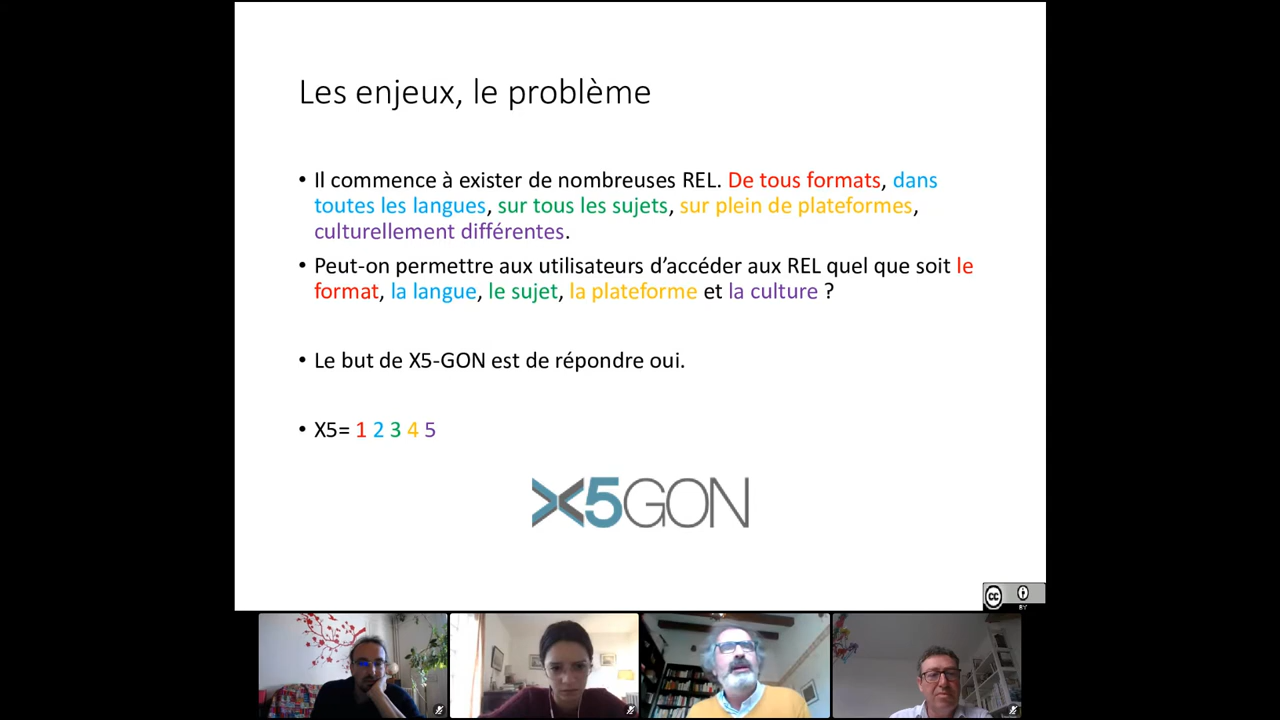 Les enjeux, le problème
• Il commence à exister de nombreuses REL. De tous formats, dans
toutes les langues, sur tous les sujets, sur plein de plateformes,
culturellement différentes.
• Peut-on permettre aux utilisateurs d’accéder aux REL quel que soit le
format, la langue, le sujet, la plateforme et la culture ?
• Le but de X5-GON est de répondre oui.
• X5= 1 2 3 4 5
X5GON
cc
BY